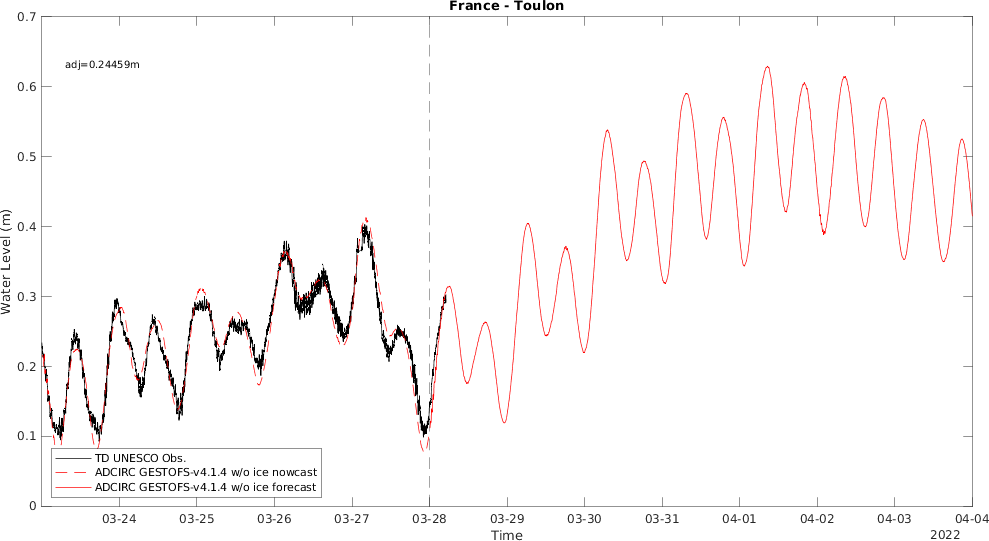 France - Toulon
0.7
0.6
0.5
0.4
0.3
0.2
0.1
0
Water Level (m)
adj=0.24459m
TD UNESCO Obs.
ADCIRC GESTOFS-v4.1.4 w/o ice nowcast
ADCIRC GESTOFS-v4.1.4 w/o ice forecast
03-24 03-25 03-26 03-27 03-28 03-29 03-30 03-31 04-01 04-02 04-03 04-04
Time
2022